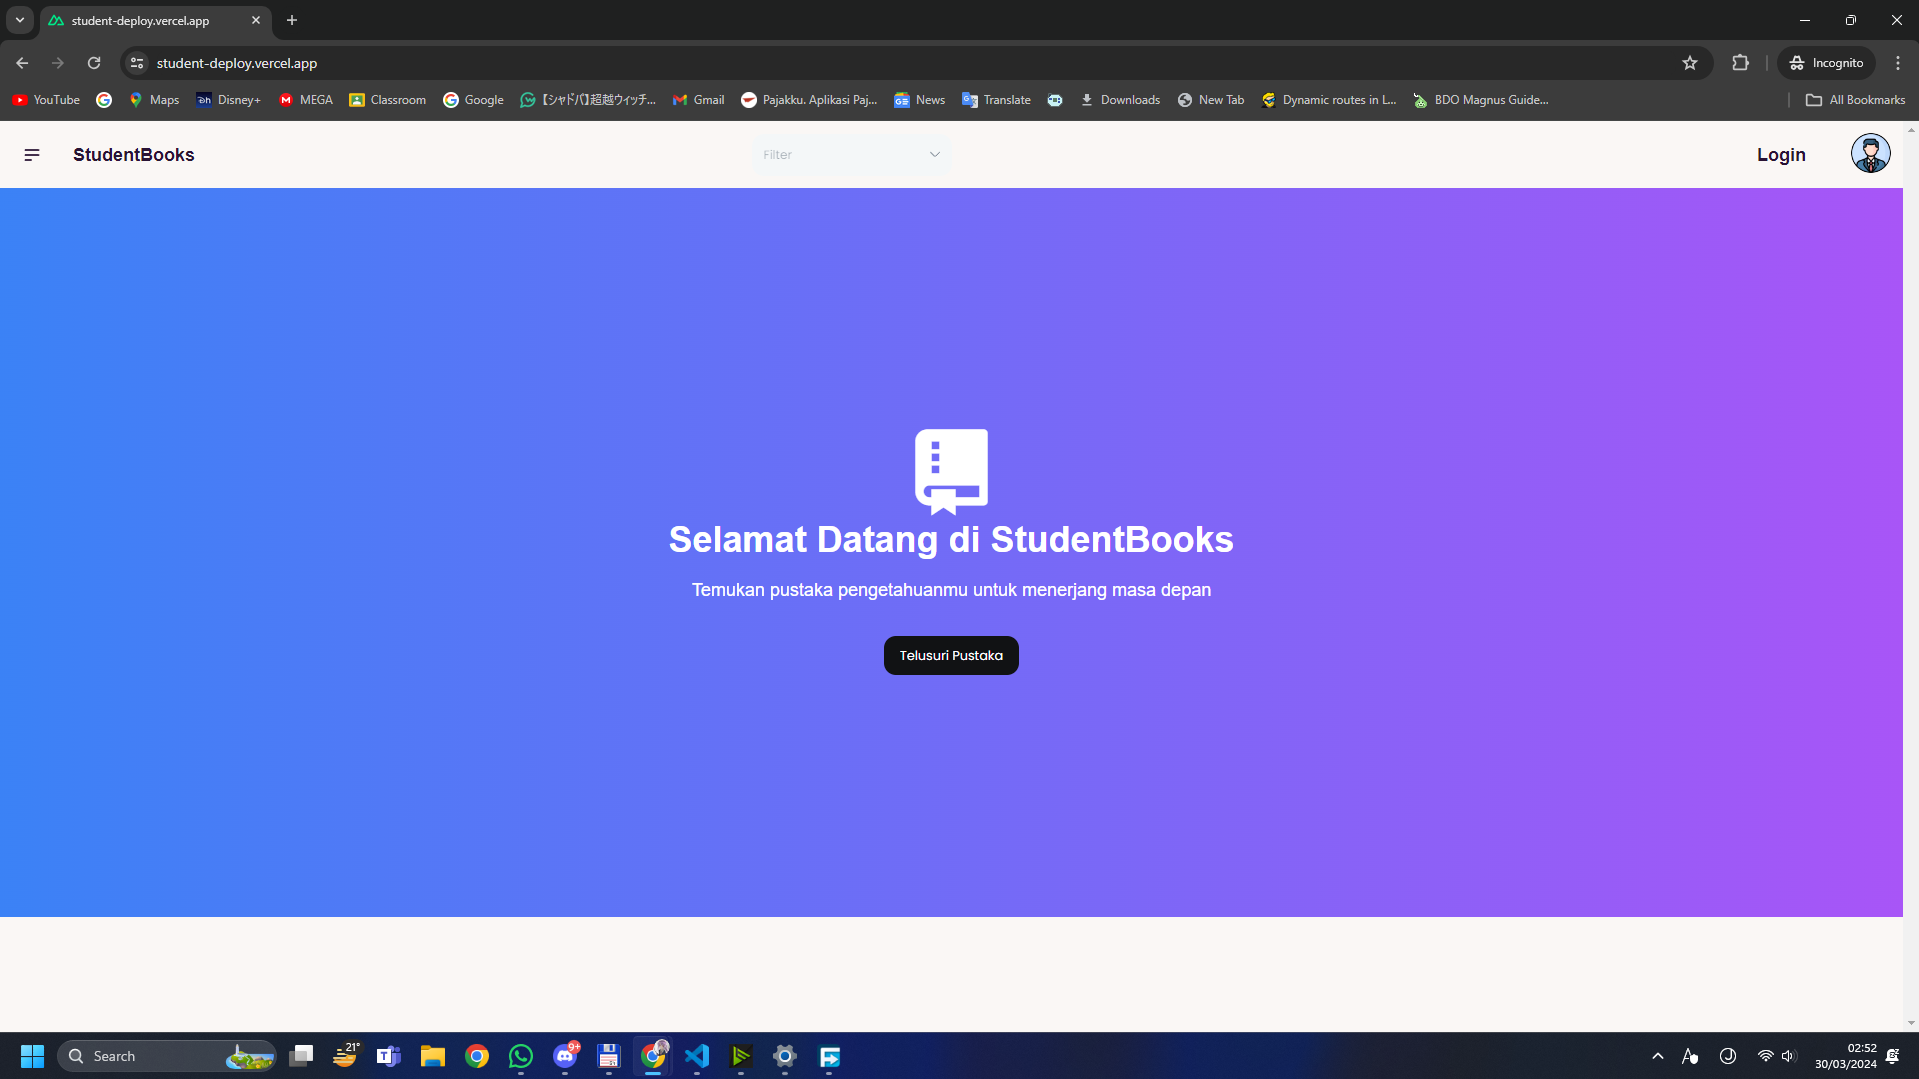 student-deploy.vercel.app
student-deploy.vercel.app
Incognito
YouTube
Maps
Disney+
MEGA
Classroom
Google
【シャドバ】超越ウィッチ...
Gmail
Pajakku. Aplikasi Paj...
News
Translate
Downloads
New Tab
Dynamic routes in L...
BDO Magnus Guide...
All Bookmarks
StudentBooks
Filter
Login
Selamat Datang di StudentBooks
Temukan pustaka pengetahuanmu untuk menerjang masa depan
Telusuri Pustaka
Search
21°
9+
02:52
30/03/2024